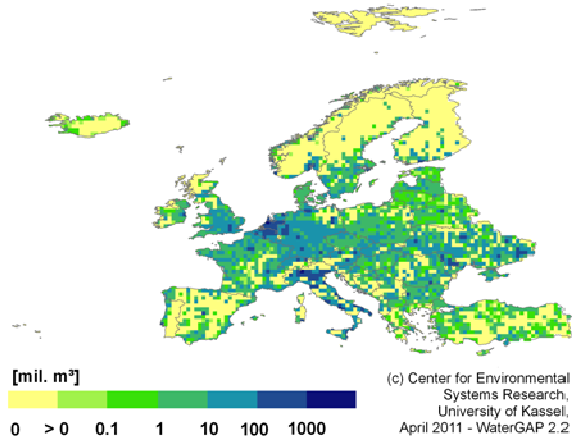 [mil. m³]
0 > 0 0.1 1 10 100 1000
(c) Center for Environmental
Systems Research,
University of Kassel,
April 2011 - WaterGAP 2.2